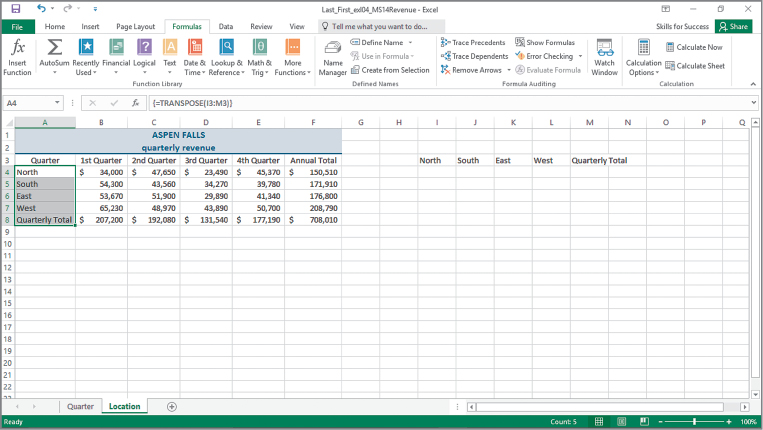 Last_First_exl04_MS14Revenue - Excel
File Home Insert Page Layout Formulas Data Review View Tell me what you want to do... Skills for Success Share
fx Σ ? A θ
Insert Function
AutoSum
Recently Used
Financial
Logical
Text
Date & Time
Lookup & Reference
Math & Trig
More Functions
Function Library
Name Manager
Define Name
Use in Formula
Create from Selection
Defined Names
Trace Precedents
Trace Dependents
Remove Arrows
Show Formulas
Error Checking
Evaluate Formula
Formula Auditing
Watch Window
Calculation Options
Calculate Now
Calculate Sheet
Calculation
A4 fx {=TRANSPOSE(I3:M3)}
A B C D E F G H I J K L M N O P Q
1 ASPEN FALLS
2 quarterly revenue
3 Quarter 1st Quarter 2nd Quarter 3rd Quarter 4th Quarter Annual Total North South East West Quarterly Total
4 North $ 34,000 $ 47,650 $ 23,490 $ 45,370 $ 150,510
5 South 54,300 43,560 34,270 39,780 171,910
6 East 53,670 51,900 29,890 41,340 176,800
7 West 65,230 48,970 43,890 50,700 208,790
8 Quarterly Total $ 207,200 $ 192,080 $ 131,540 $ 177,190 $ 708,010
9
10
11
12
13
14
15
16
17
18
19
20
21
22
Quarter Location
Ready Count: 5 100%